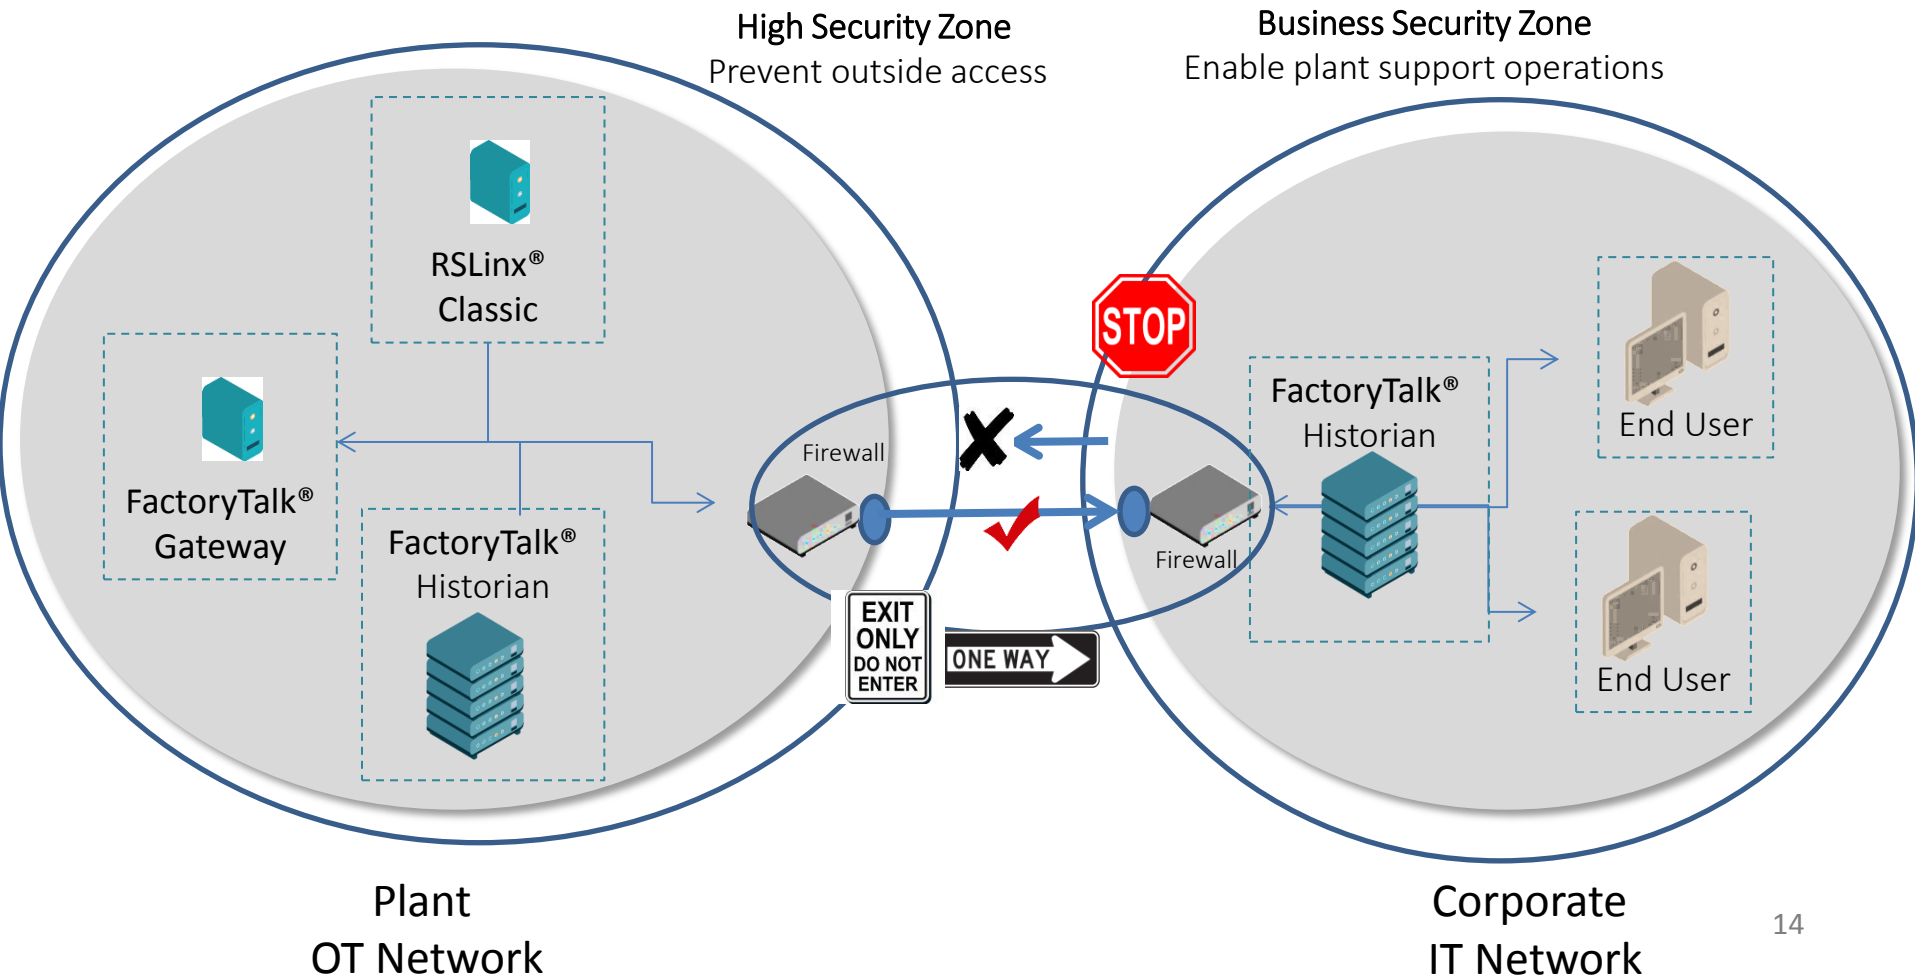 High Security Zone
Prevent outside access
Business Security Zone
Enable plant support operations
RSLinx®
Classic
FactoryTalk®
Gateway
FactoryTalk®
Historian
Firewall
STOP
Firewall
EXIT
ONLY
DO NOT
ENTER
ONE WAY
FactoryTalk®
Historian
End User
End User
Plant
OT Network
Corporate
IT Network
14